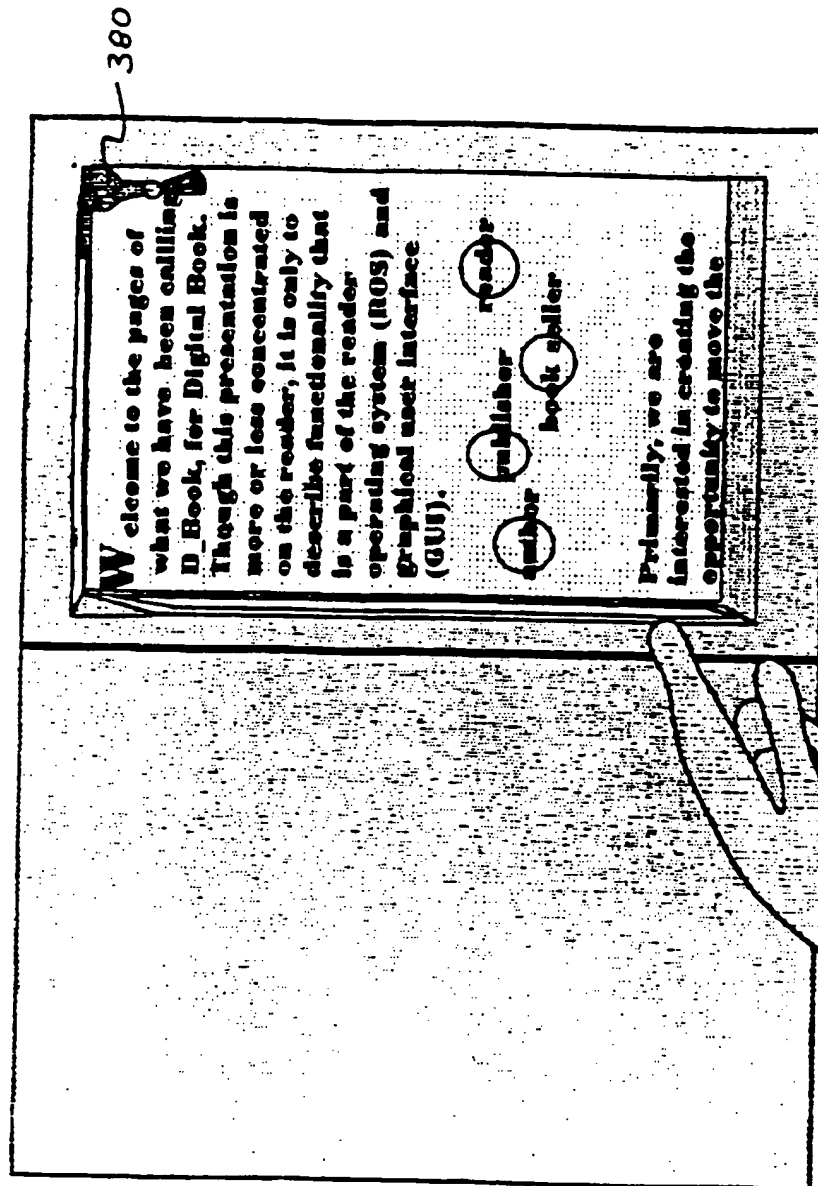 380
Welcome to the pages of
what we have been callling
D_Book, for Digital Book.
Though this presentation is
more or less concentrated
on the reader, it is only to
describe functionality that
is a part of the reader
operating system (ROS) and
graphical user interface
(GUI).
author publisher book seller reader
Primarily, we are
interested in creating the
opportunity to move the